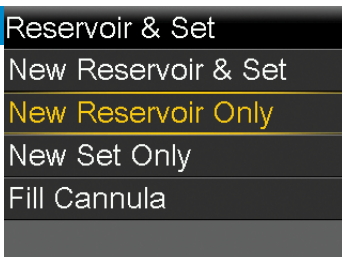 Reservoir & Set
New Reservoir & Set
New Reservoir Only
New Set Only
Fill Cannula